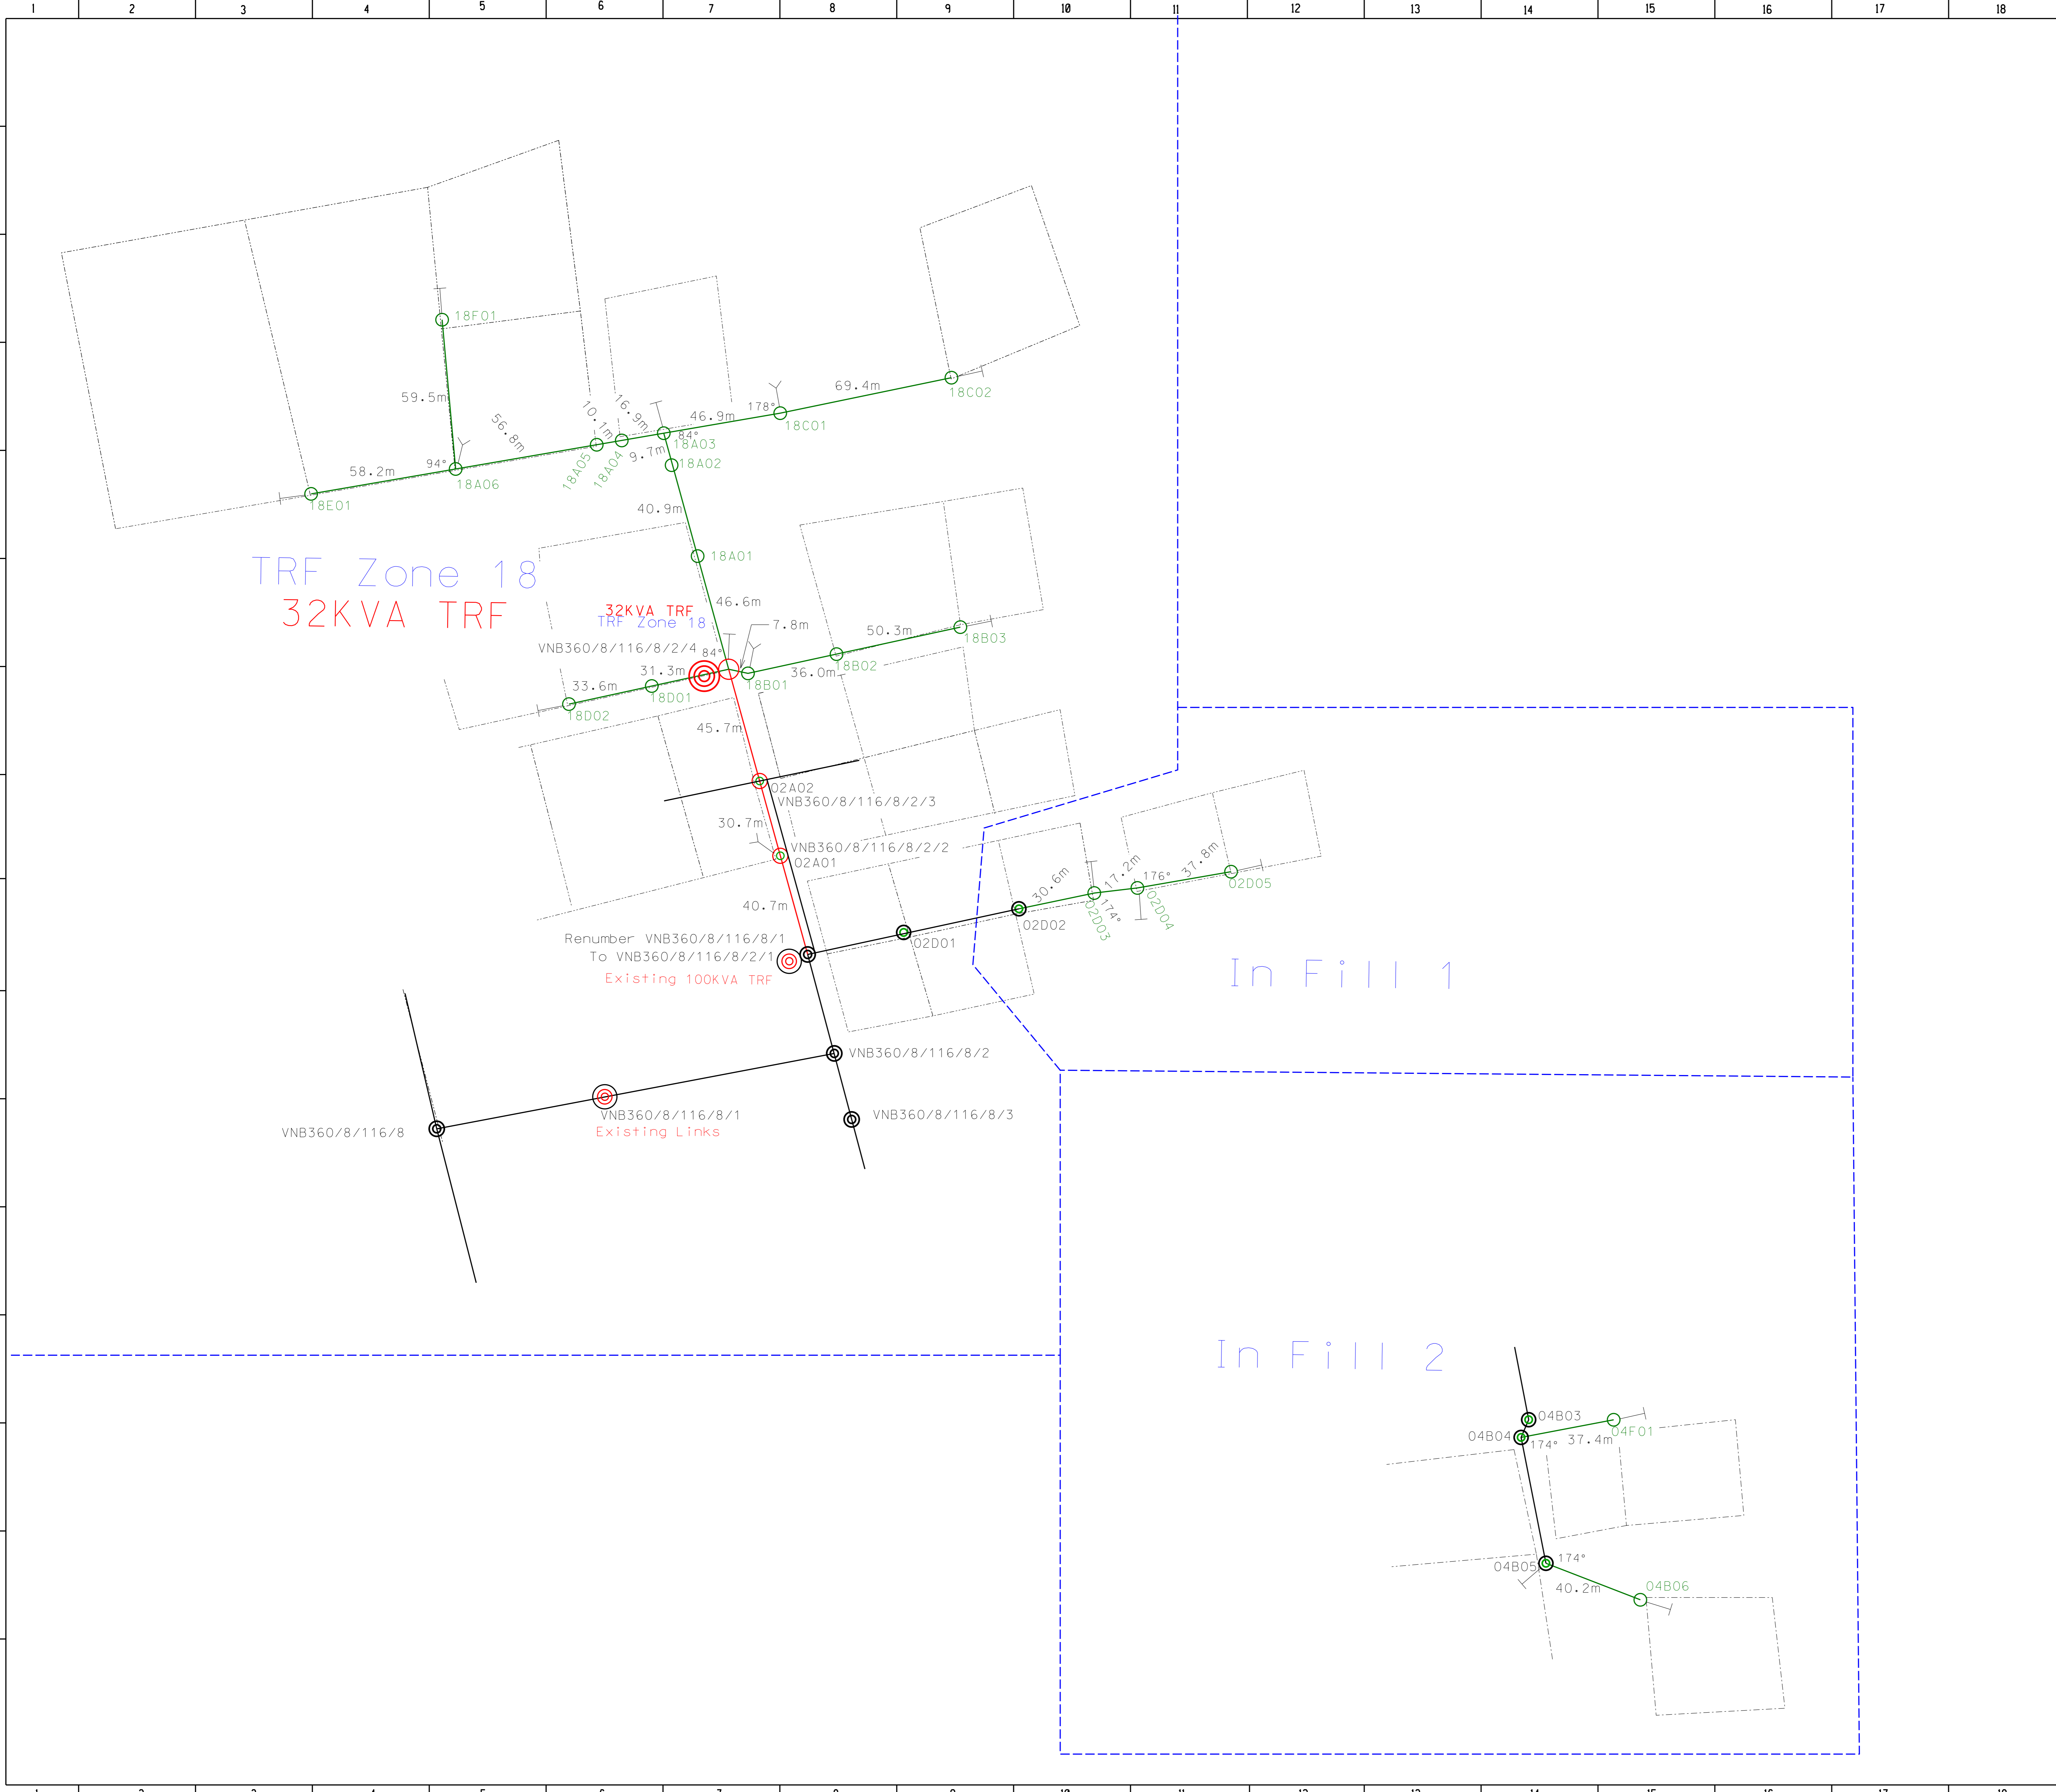 1 2 3 4 5 6 7 8 9 10 11 12 13 14 15 16 17 18
18F01
59.5m
56.8m
10.1m
16.9m
46.9m
178°
69.4m
18C02
18C01
84°
18A03
9.7m
18A02
18A04
18A05
94°
58.2m
18A06
18E01
40.9m
18A01
TRF Zone 18
32KVA TRF
46.6m
32KVA TRF
TRF Zone 18
7.8m
50.3m
18B03
VNB360/8/116/8/2/4
84°
18B02
36.0m
31.3m
18B01
33.6m
18D01
18D02
45.7m
02A02
VNB360/8/116/8/2/3
30.7m
VNB360/8/116/8/2/2
02A01
40.7m
30.6m
17.2m
176°
37.8m
02D05
02D04
02D03
174°
02D02
02D01
Renumber VNB360/8/116/8/1
To VNB360/8/116/8/2/1
Existing 100KVA TRF
In Fill 1
VNB360/8/116/8/2
VNB360/8/116/8/1
Existing Links
VNB360/8/116/8/3
VNB360/8/116/8
In Fill 2
04B03
04F01
04B04
174°
37.4m
04B05
174°
40.2m
04B06